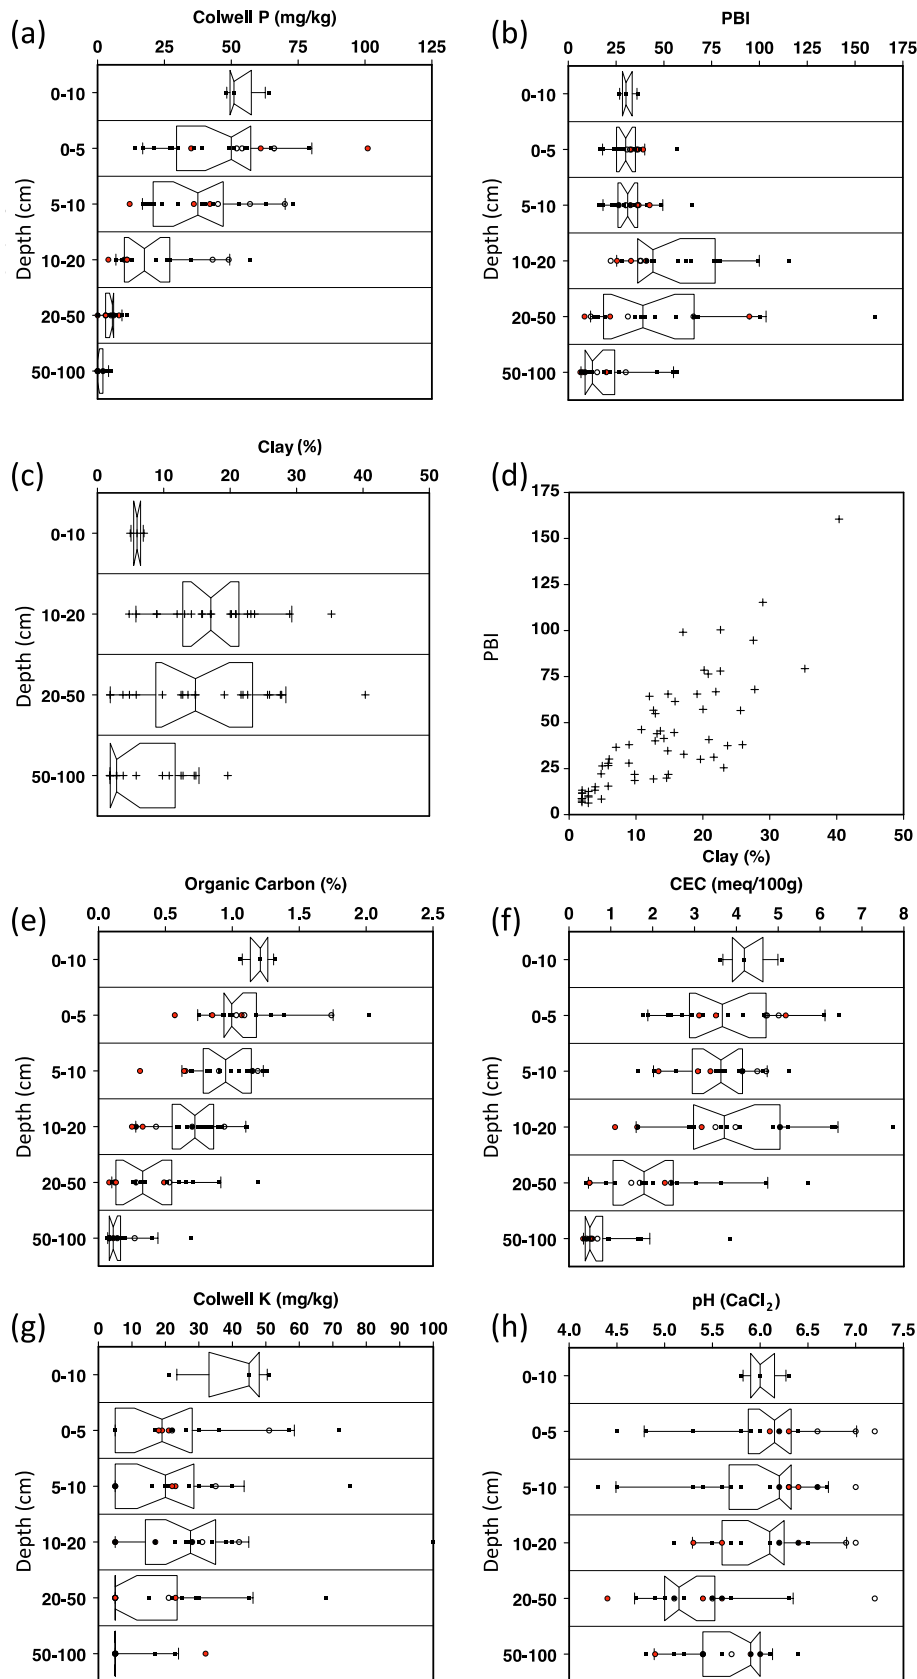 (a)
Colwell P (mg/kg)
0 25 50 75 100 125
Depth (cm)
0-10
0-5
5-10
10-20
20-50
50-100
(b)
PBI
0 25 50 75 100 125 150 175
Depth (cm)
0-10
0-5
5-10
10-20
20-50
50-100
(c)
Clay (%)
0 10 20 30 40 50
Depth (cm)
0-10
10-20
20-50
50-100
(d)
PBI
175
150
125
100
75
50
25
0
0 10 20 30 40 50
Clay (%)
(e)
Organic Carbon (%)
0.0 0.5 1.0 1.5 2.0 2.5
Depth (cm)
0-10
0-5
5-10
10-20
20-50
50-100
(f)
CEC (meq/100g)
0 1 2 3 4 5 6 7 8
Depth (cm)
0-10
0-5
5-10
10-20
20-50
50-100
(g)
Colwell K (mg/kg)
0 10 20 30 40 50 60 70 80 90 100
Depth (cm)
0-10
0-5
5-10
10-20
20-50
50-100
(h)
pH (CaCl₂)
4.0 4.5 5.0 5.5 6.0 6.5 7.0 7.5
Depth (cm)
0-10
0-5
5-10
10-20
20-50
50-100